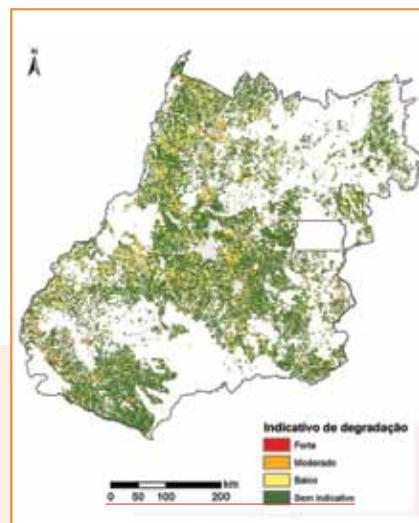 N
Indicativo de degradação
Forte
Moderado
Baixo
Sem indicativo
km
0 50 100 200